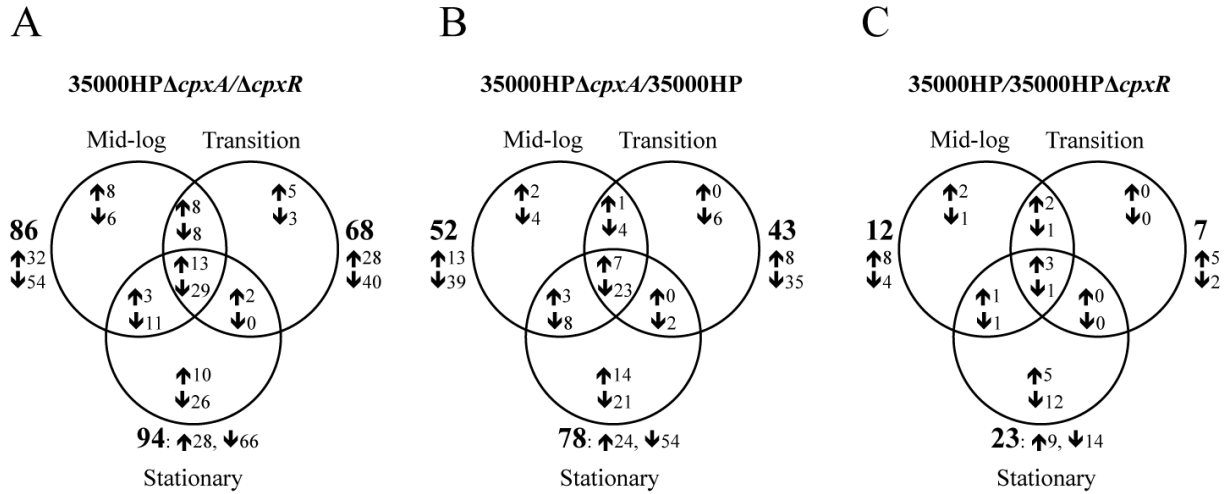 A B C
35000HPΔcpxA/ΔcpxR 35000HPΔcpxA/35000HP 35000HP/35000HPΔcpxR
Mid-log Transition Mid-log Transition Mid-log Transition
↑8 ↑5 ↑2 ↑0 ↑2 ↑0
↓6 ↓3 ↓4 ↓6 ↓1 ↓0
↑8 ↑1 ↑2
↓8 ↓4 ↓1
86 68 52 43 12 7
↑32 ↑28 ↑13 ↑8 ↑8 ↑5
↓54 ↓40 ↓39 ↓35 ↓4 ↓2
↑13 ↑7 ↑3
↓29 ↓23 ↓1
↑3 ↑2 ↑3 ↑0 ↑1 ↑0
↓11 ↓0 ↓8 ↓2 ↓1 ↓0
↑10 ↑14 ↑5
↓26 ↓21 ↓12
94: ↑28, ↓66 78: ↑24, ↓54 23: ↑9, ↓14
Stationary Stationary Stationary